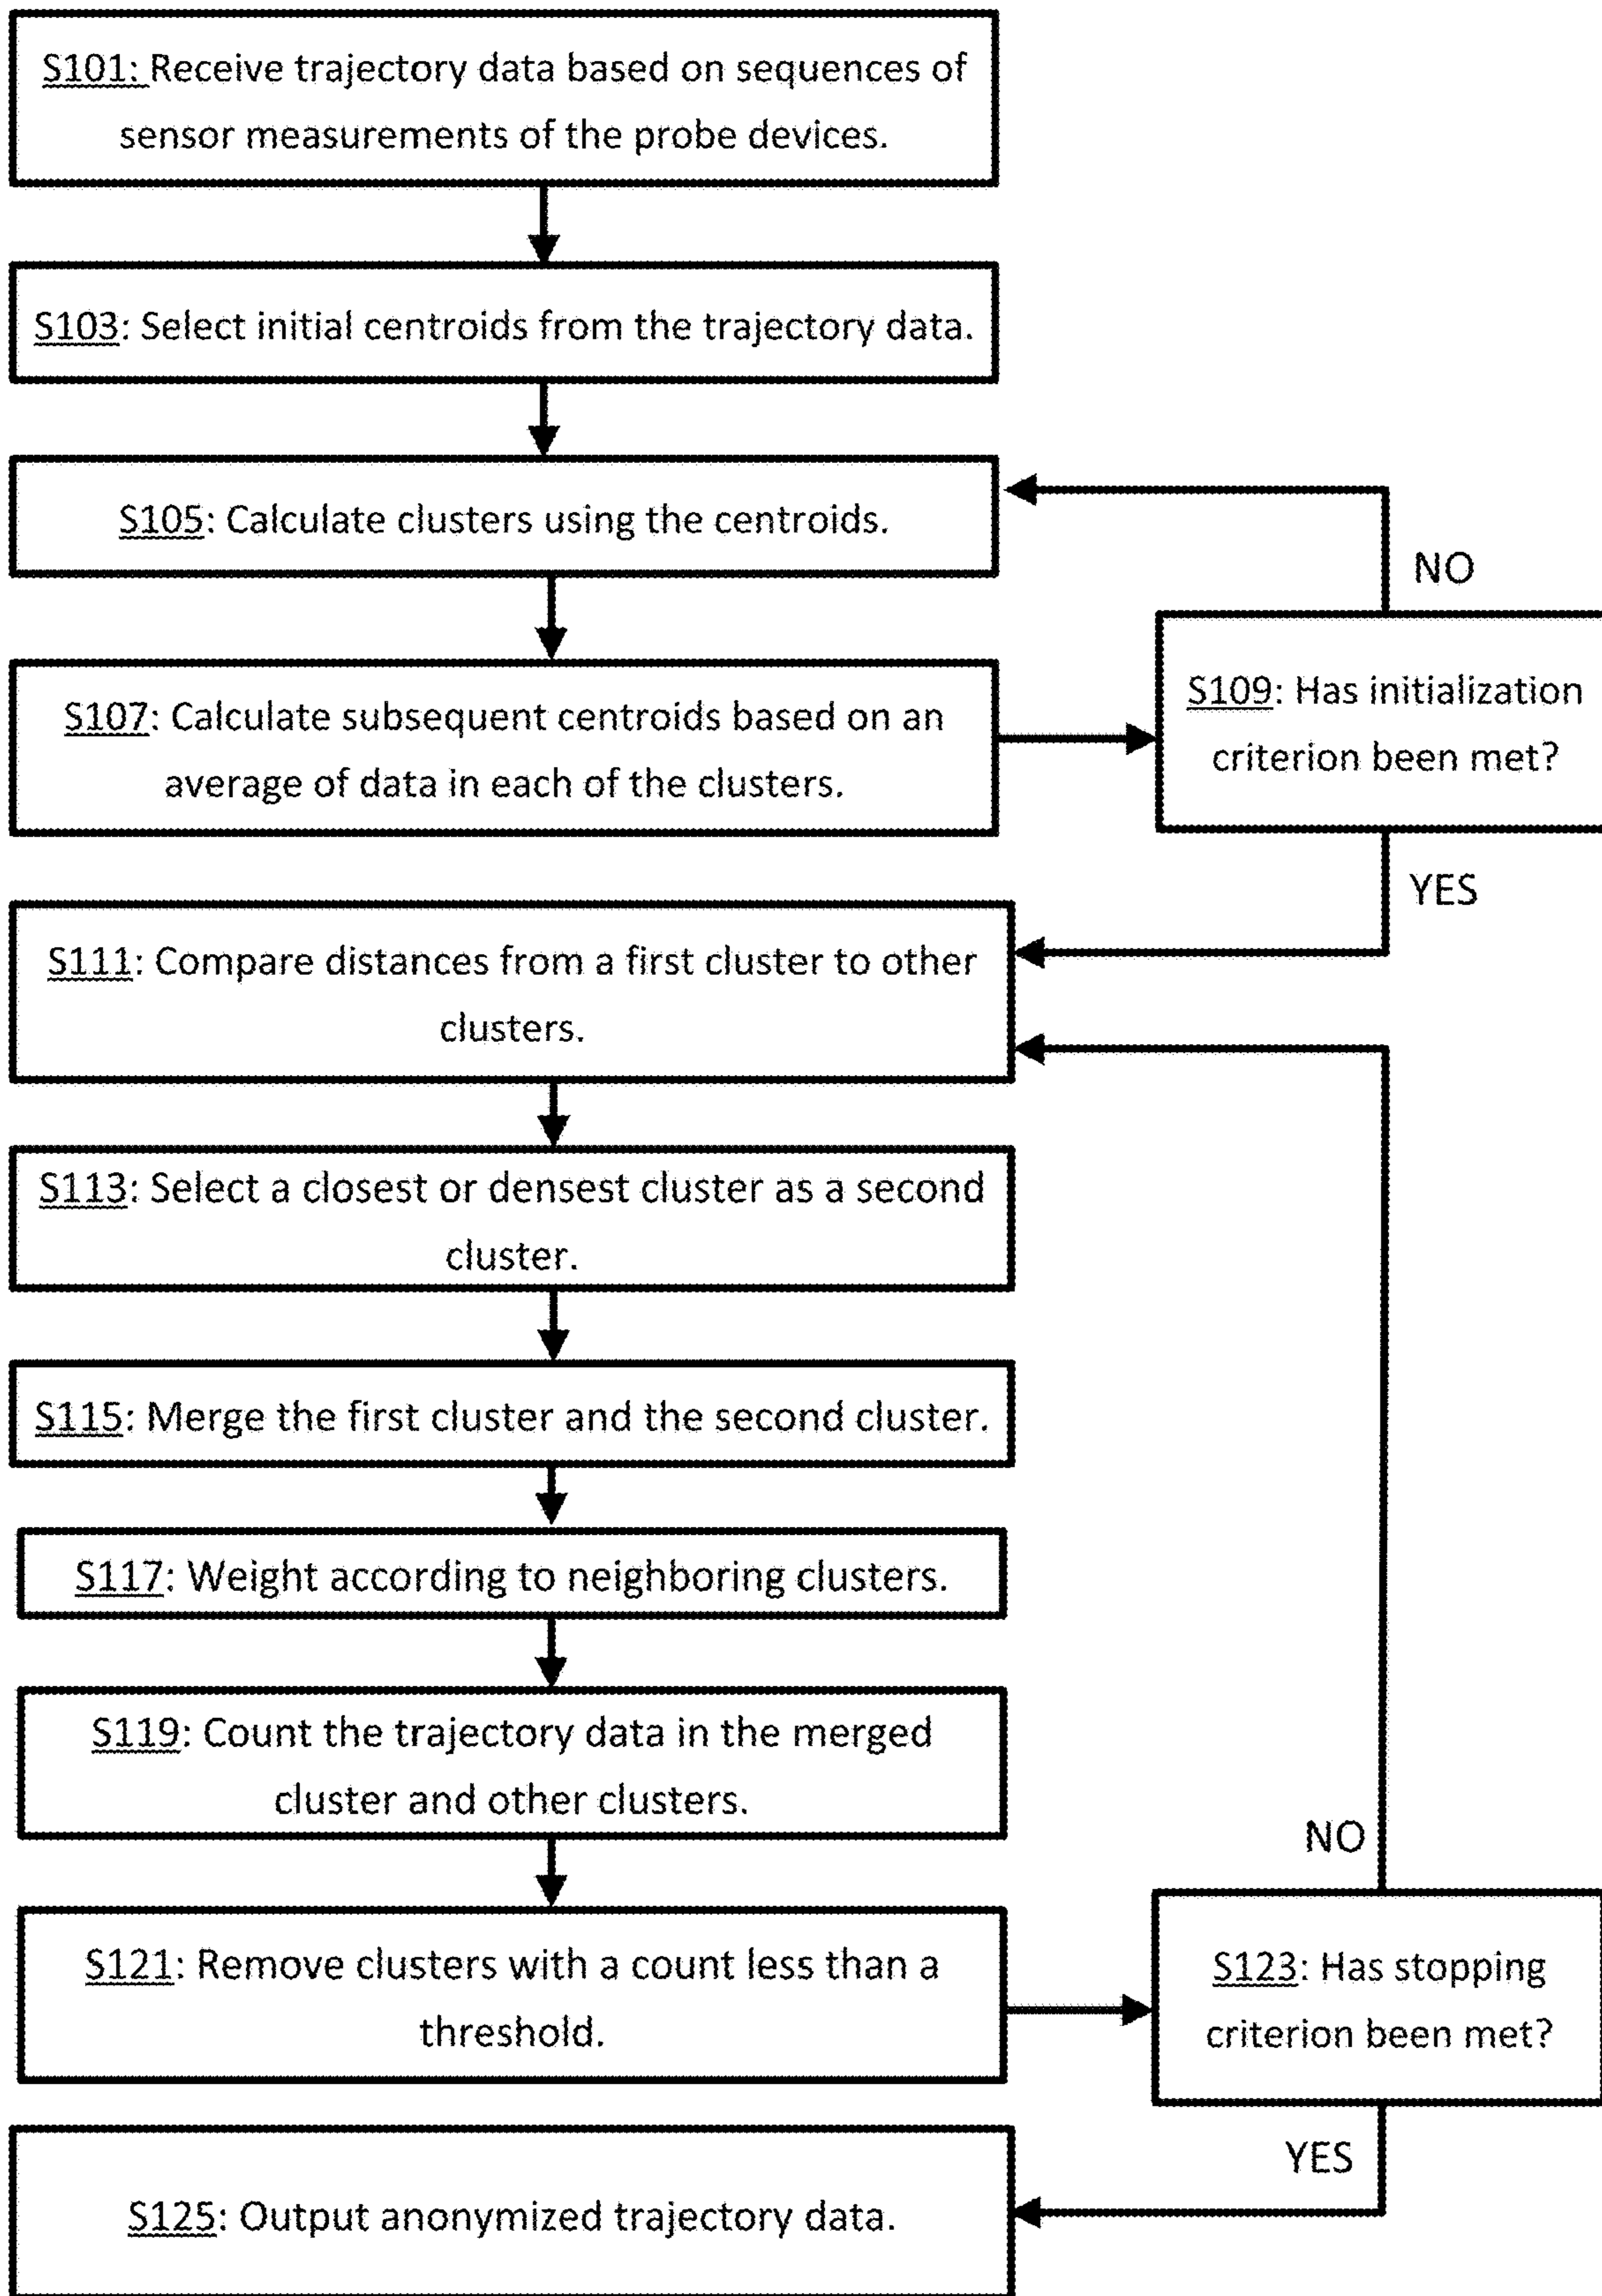 S101: Receive trajectory data based on sequences of
sensor measurements of the probe devices.
S103: Select initial centroids from the trajectory data.
S105: Calculate clusters using the centroids.
NO
S107: Calculate subsequent centroids based on an
average of data in each of the clusters.
S109: Has initialization
criterion been met?
YES
S111: Compare distances from a first cluster to other
clusters.
S113: Select a closest or densest cluster as a second
cluster.
S115: Merge the first cluster and the second cluster.
S117: Weight according to neighboring clusters.
S119: Count the trajectory data in the merged
cluster and other clusters.
NO
S121: Remove clusters with a count less than a
threshold.
S123: Has stopping
criterion been met?
YES
S125: Output anonymized trajectory data.